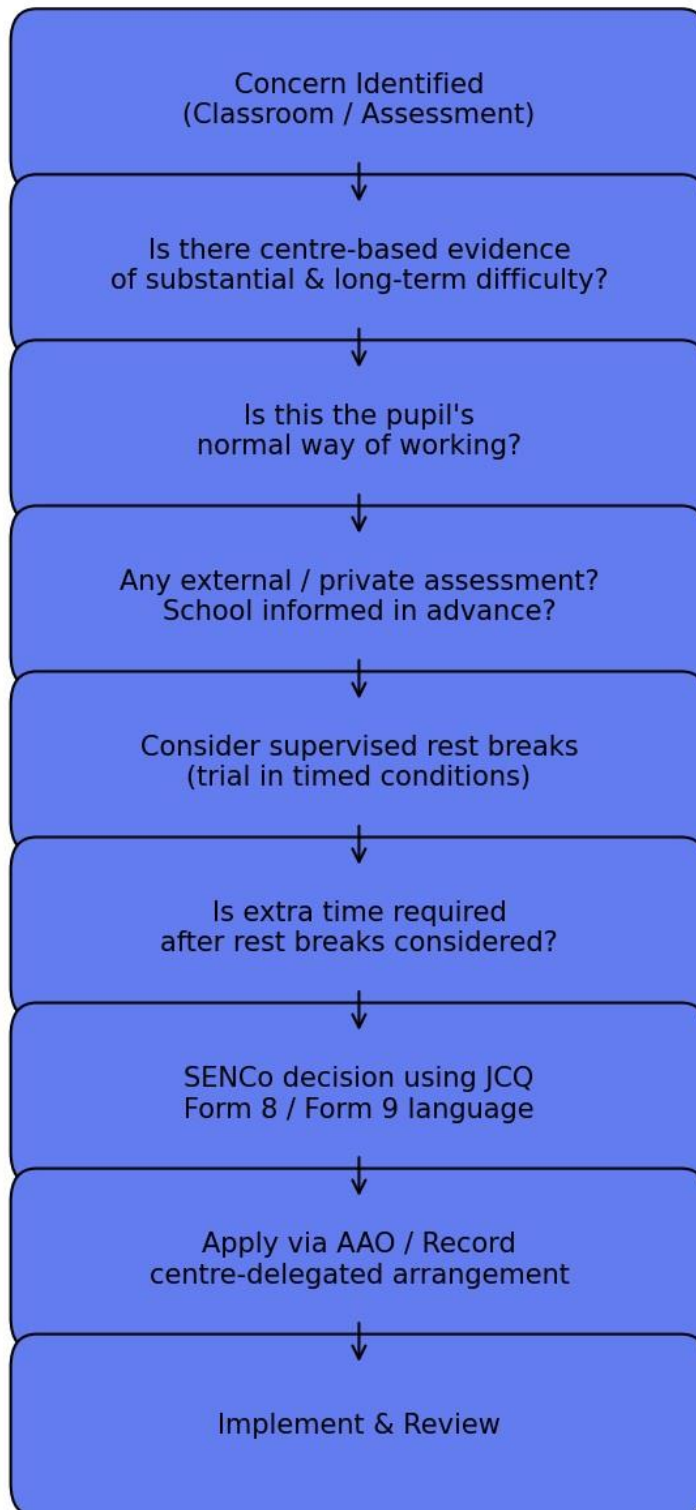 Concern Identified
(Classroom / Assessment)
Is there centre-based evidence
of substantial & long-term difficulty?
Is this the pupil's
normal way of working?
Any external / private assessment?
School informed in advance?
Consider supervised rest breaks
(trial in timed conditions)
Is extra time required
after rest breaks considered?
SENCo decision using JCQ
Form 8 / Form 9 language
Apply via AAO / Record
centre-delegated arrangement
Implement & Review